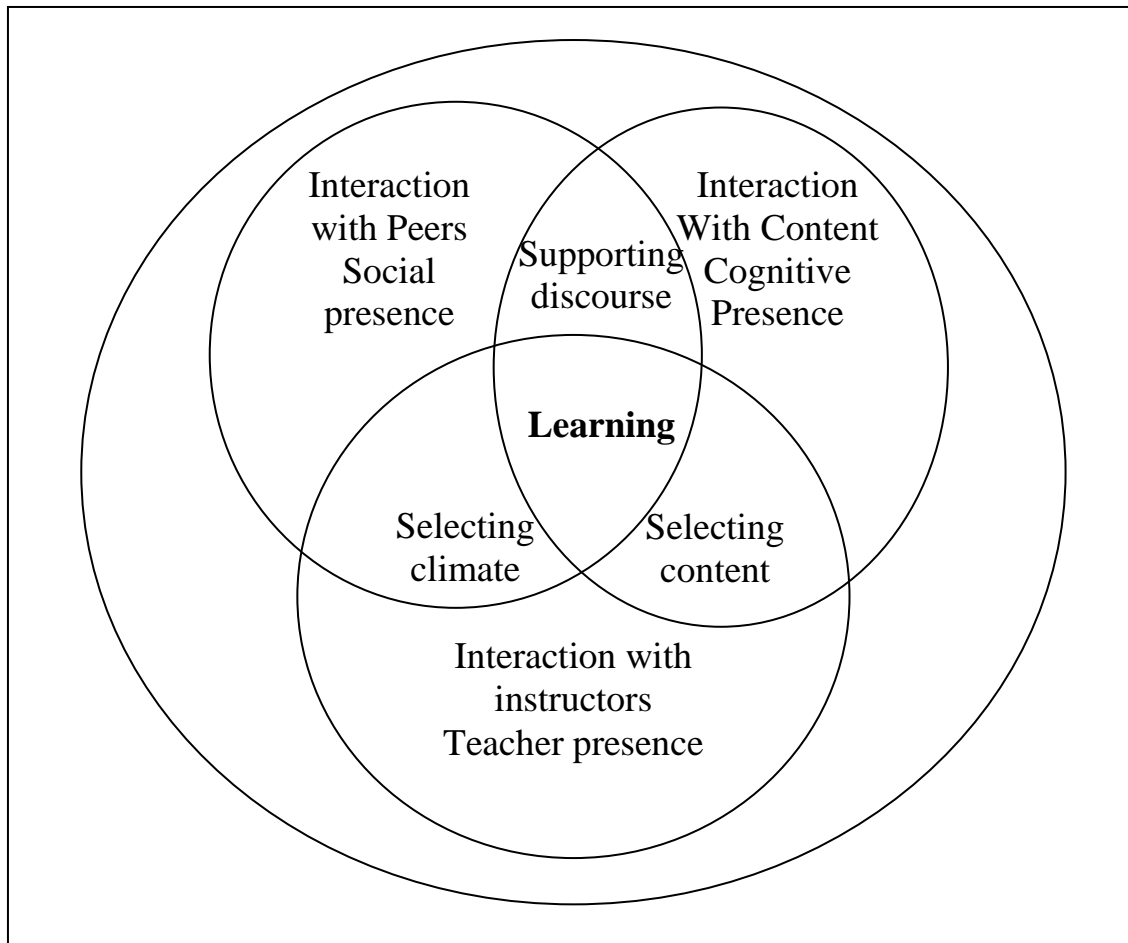 Interaction
with Peers
Social
presence
Interaction
With Content
Cognitive
Presence
Supporting
discourse
Learning
Selecting
climate
Selecting
content
Interaction with
instructors
Teacher presence